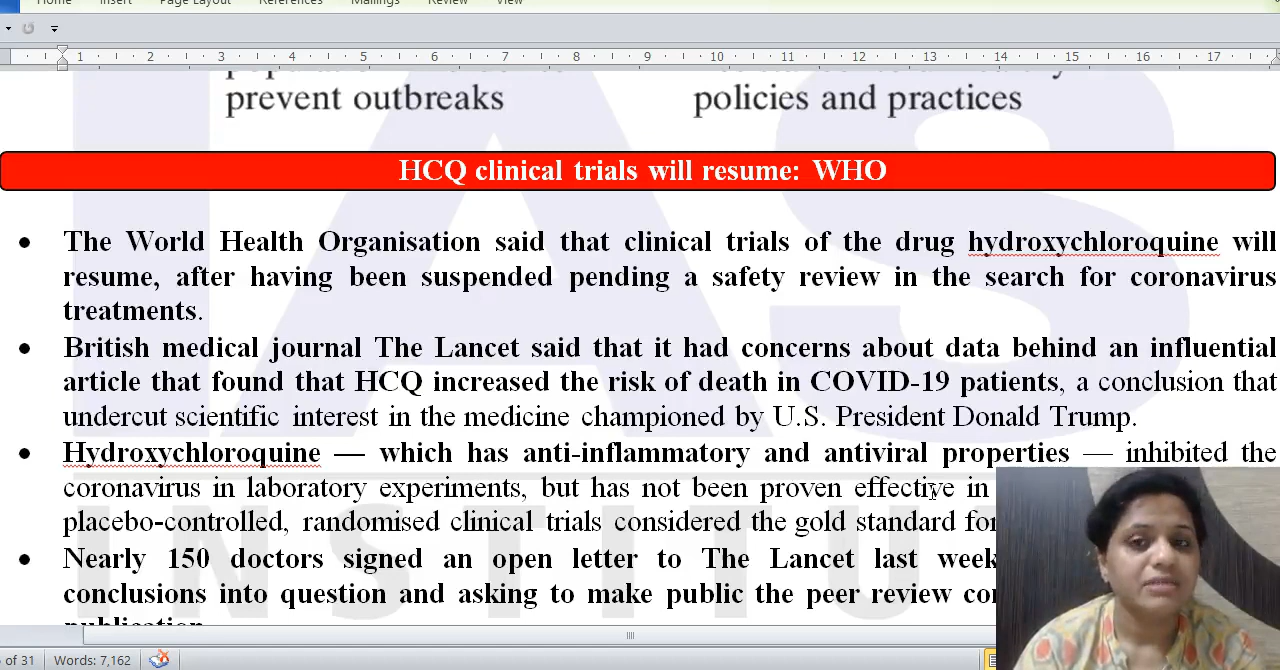 Home Insert Page Layout References Mailings Review View
1 2 3 4 5 6 7 8 9 10 11 12 13 14 15 16 17
prevent outbreaks
policies and practices
HCQ clinical trials will resume: WHO
• The World Health Organisation said that clinical trials of the drug hydroxychloroquine will
resume, after having been suspended pending a safety review in the search for coronavirus
treatments.
• British medical journal The Lancet said that it had concerns about data behind an influential
article that found that HCQ increased the risk of death in COVID-19 patients, a conclusion that
undercut scientific interest in the medicine championed by U.S. President Donald Trump.
• Hydroxychloroquine — which has anti-inflammatory and antiviral properties — inhibited the
coronavirus in laboratory experiments, but has not been proven effective in
placebo-controlled, randomised clinical trials considered the gold standard for
• Nearly 150 doctors signed an open letter to The Lancet last week
conclusions into question and asking to make public the peer review
publication
of 31 Words: 7,162
IAS
INSTITU